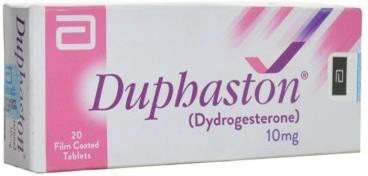 Duphaston®
(Dydrogesterone)
10mg
20
Film Coated
Tablets
Duphaston